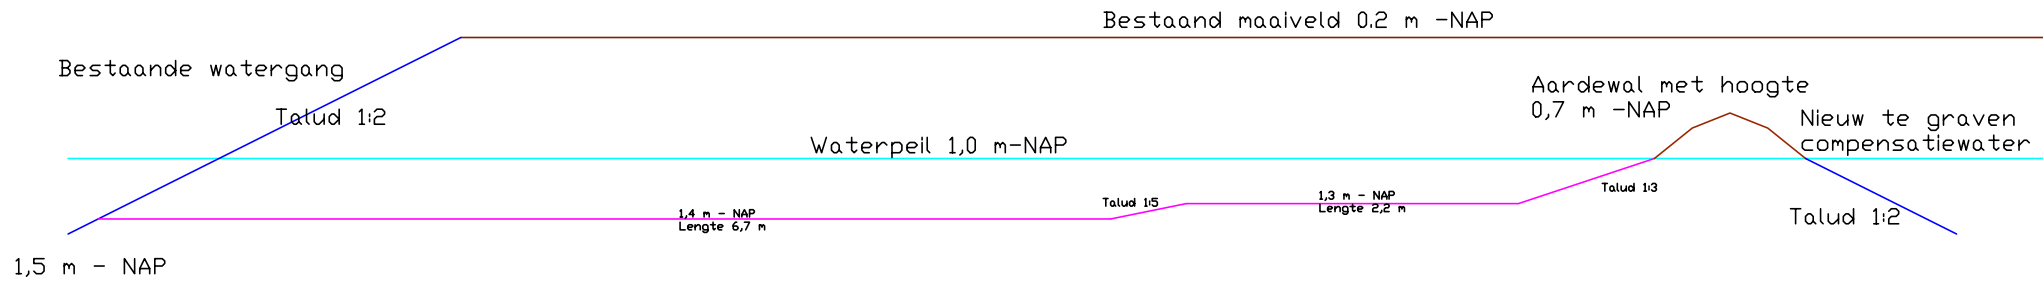 Bestaand maaiveld 0.2 m -NAP
Bestaande watergang
Talud 1:2
Aardewal met hoogte
0,7 m -NAP
Nieuw te graven
compensatiewater
Waterpeil 1,0 m-NAP
Talud 1:3
1,3 m - NAP
Lengte 2,2 m
Talud 1:5
1,4 m - NAP
Lengte 6,7 m
Talud 1:2
1,5 m - NAP